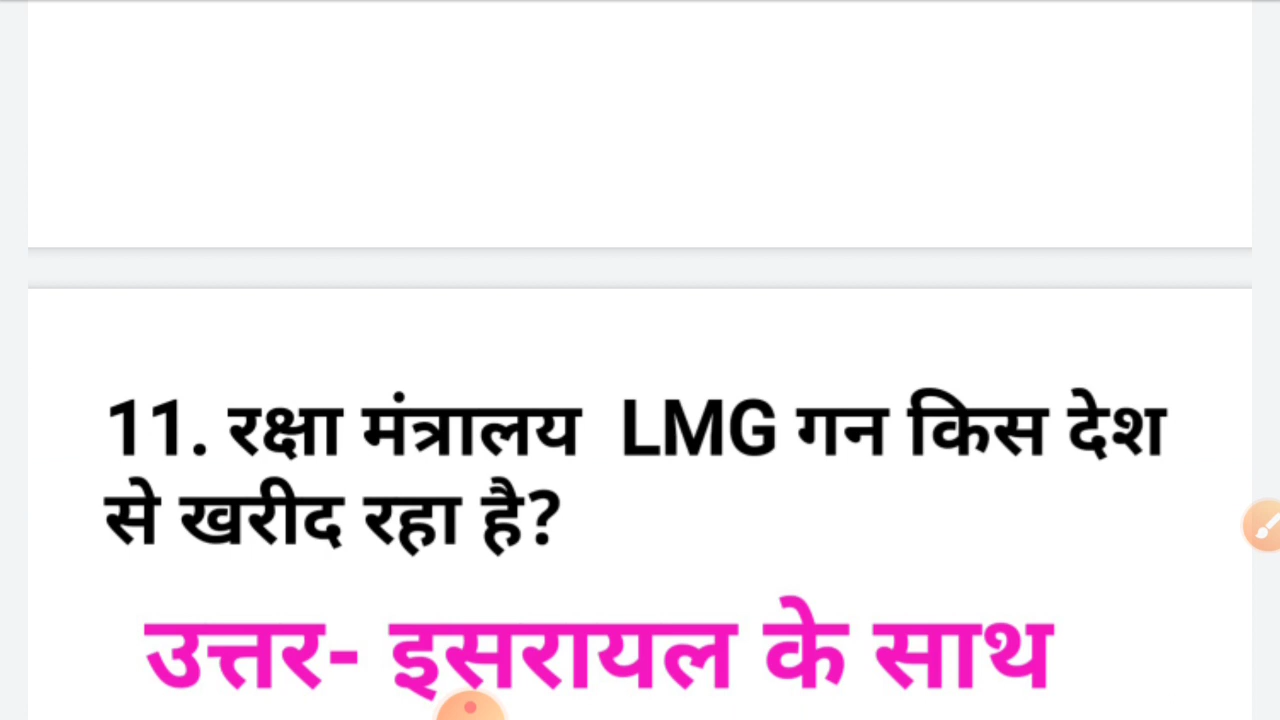 11. रक्षा मंत्रालय LMG गन किस देश
से खरीद रहा है?
उत्तर- इसरायल के साथ